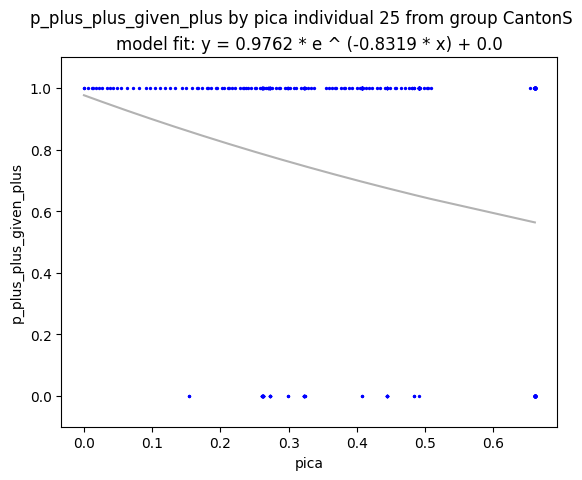 p_plus_plus_given_plus by pica individual 25 from group CantonS
model fit: y = 0.9762 * e ^ (-0.8319 * x) + 0.0
p_plus_plus_given_plus
1.0
0.8
0.6
0.4
0.2
0.0
0.0 0.1 0.2 0.3 0.4 0.5 0.6
pica